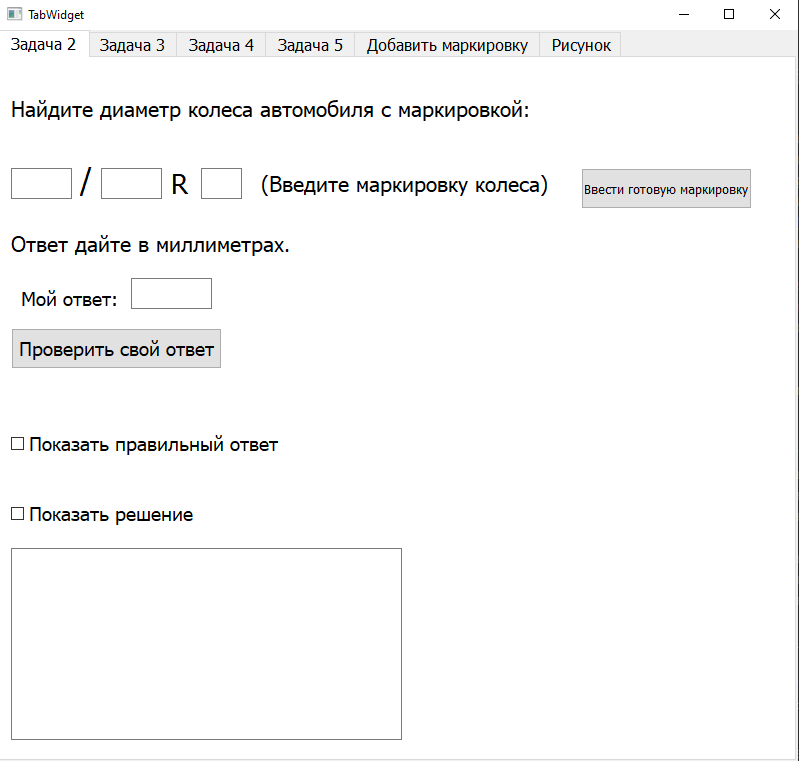 TabWidget
Задача 2 Задача 3 Задача 4 Задача 5 Добавить маркировку Рисунок
Найдите диаметр колеса автомобиля с маркировкой:
/ R (Введите маркировку колеса) Ввести готовую маркировку
Ответ дайте в миллиметрах.
Мой ответ:
Проверить свой ответ
Показать правильный ответ
Показать решение